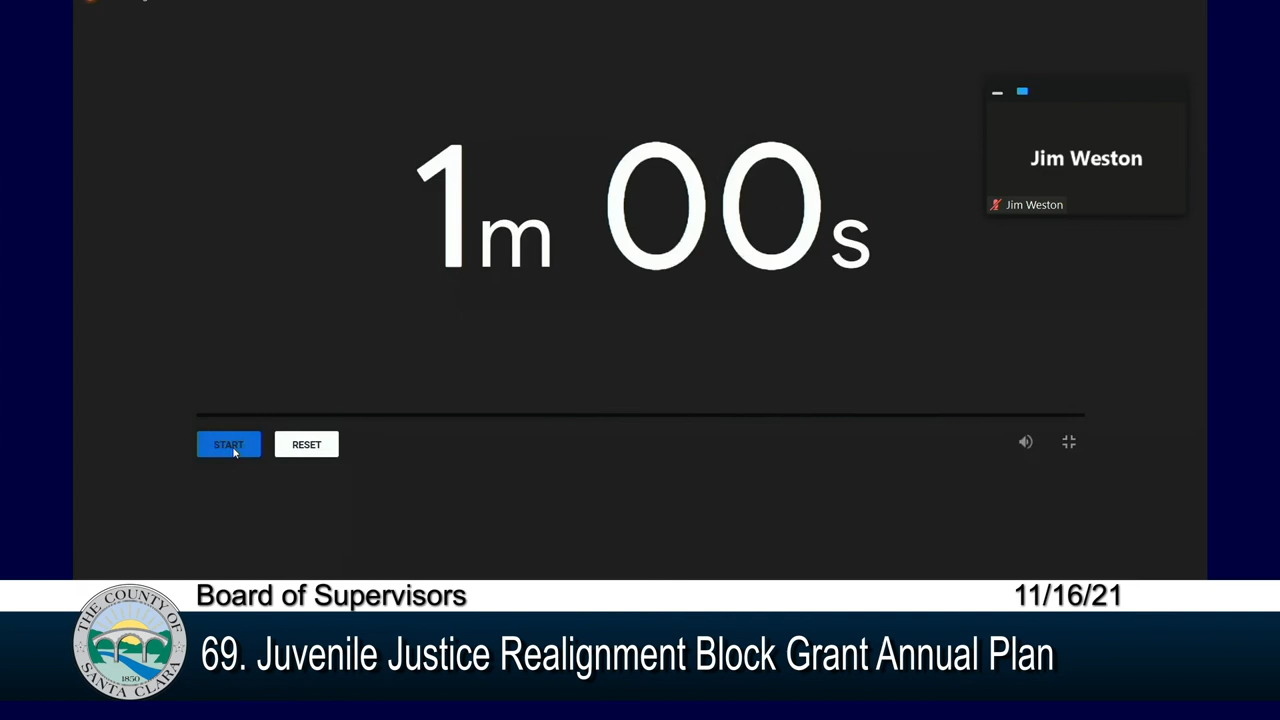 1m 00s
Jim Weston
Jim Weston
START
RESET
Board of Supervisors
11/16/21
69. Juvenile Justice Realignment Block Grant Annual Plan
THE COUNTY OF
SANTA CLARA
1850